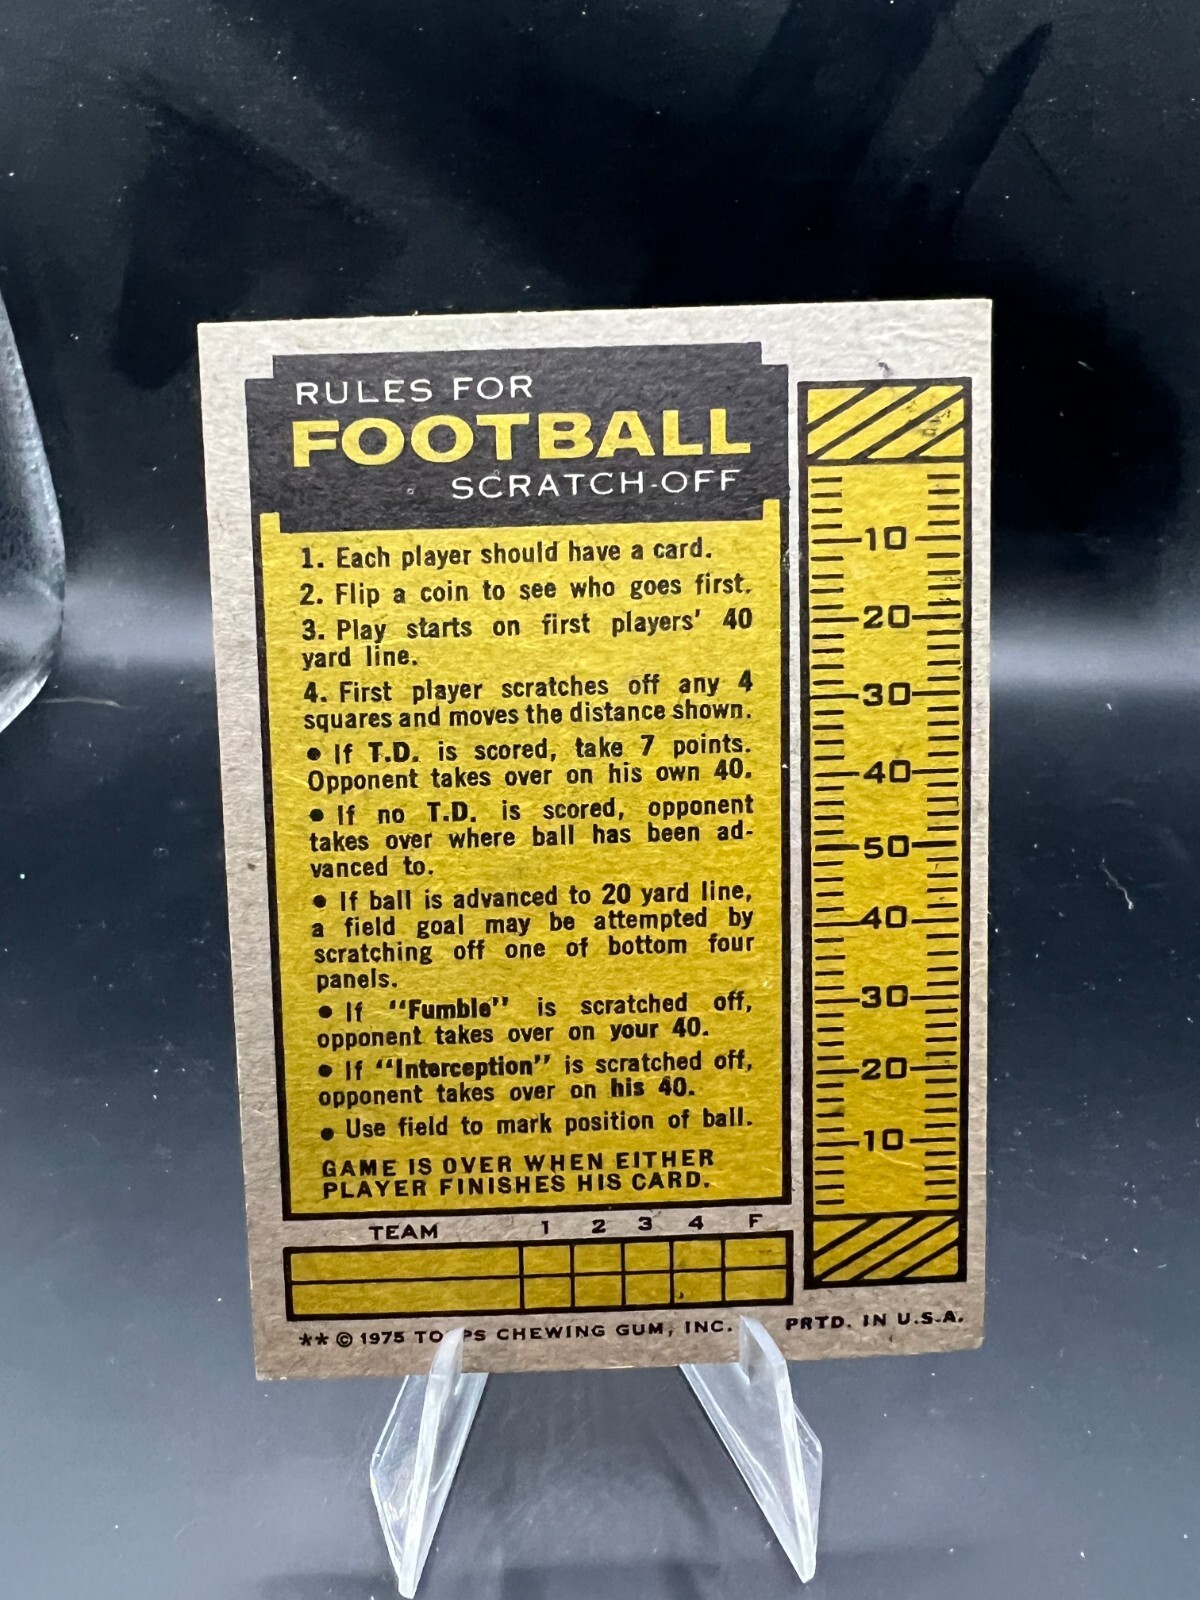 RULES FOR
FOOTBALL
SCRATCH-OFF
1. Each player should have a card.
2. Flip a coin to see who goes first.
3. Play starts on first players' 40
yard line.
4. First player scratches off any 4
squares and moves the distance shown.
• If T.D. is scored, take 7 points.
Opponent takes over on his own 40.
• If no T.D. is scored, opponent
takes over where ball has been ad-
vanced to.
• If ball is advanced to 20 yard line,
a field goal may be attempted by
scratching off one of bottom four
panels.
• If "Fumble" is scratched off,
opponent takes over on your 40.
• If "Interception" is scratched off,
opponent takes over on his 40.
• Use field to mark position of ball.
GAME IS OVER WHEN EITHER
PLAYER FINISHES HIS CARD.
TEAM 1 2 3 4 F
** © 1975 TOPPS CHEWING GUM, INC. PRTD. IN U.S.A.
10
20
30
40
50
40
30
20
10